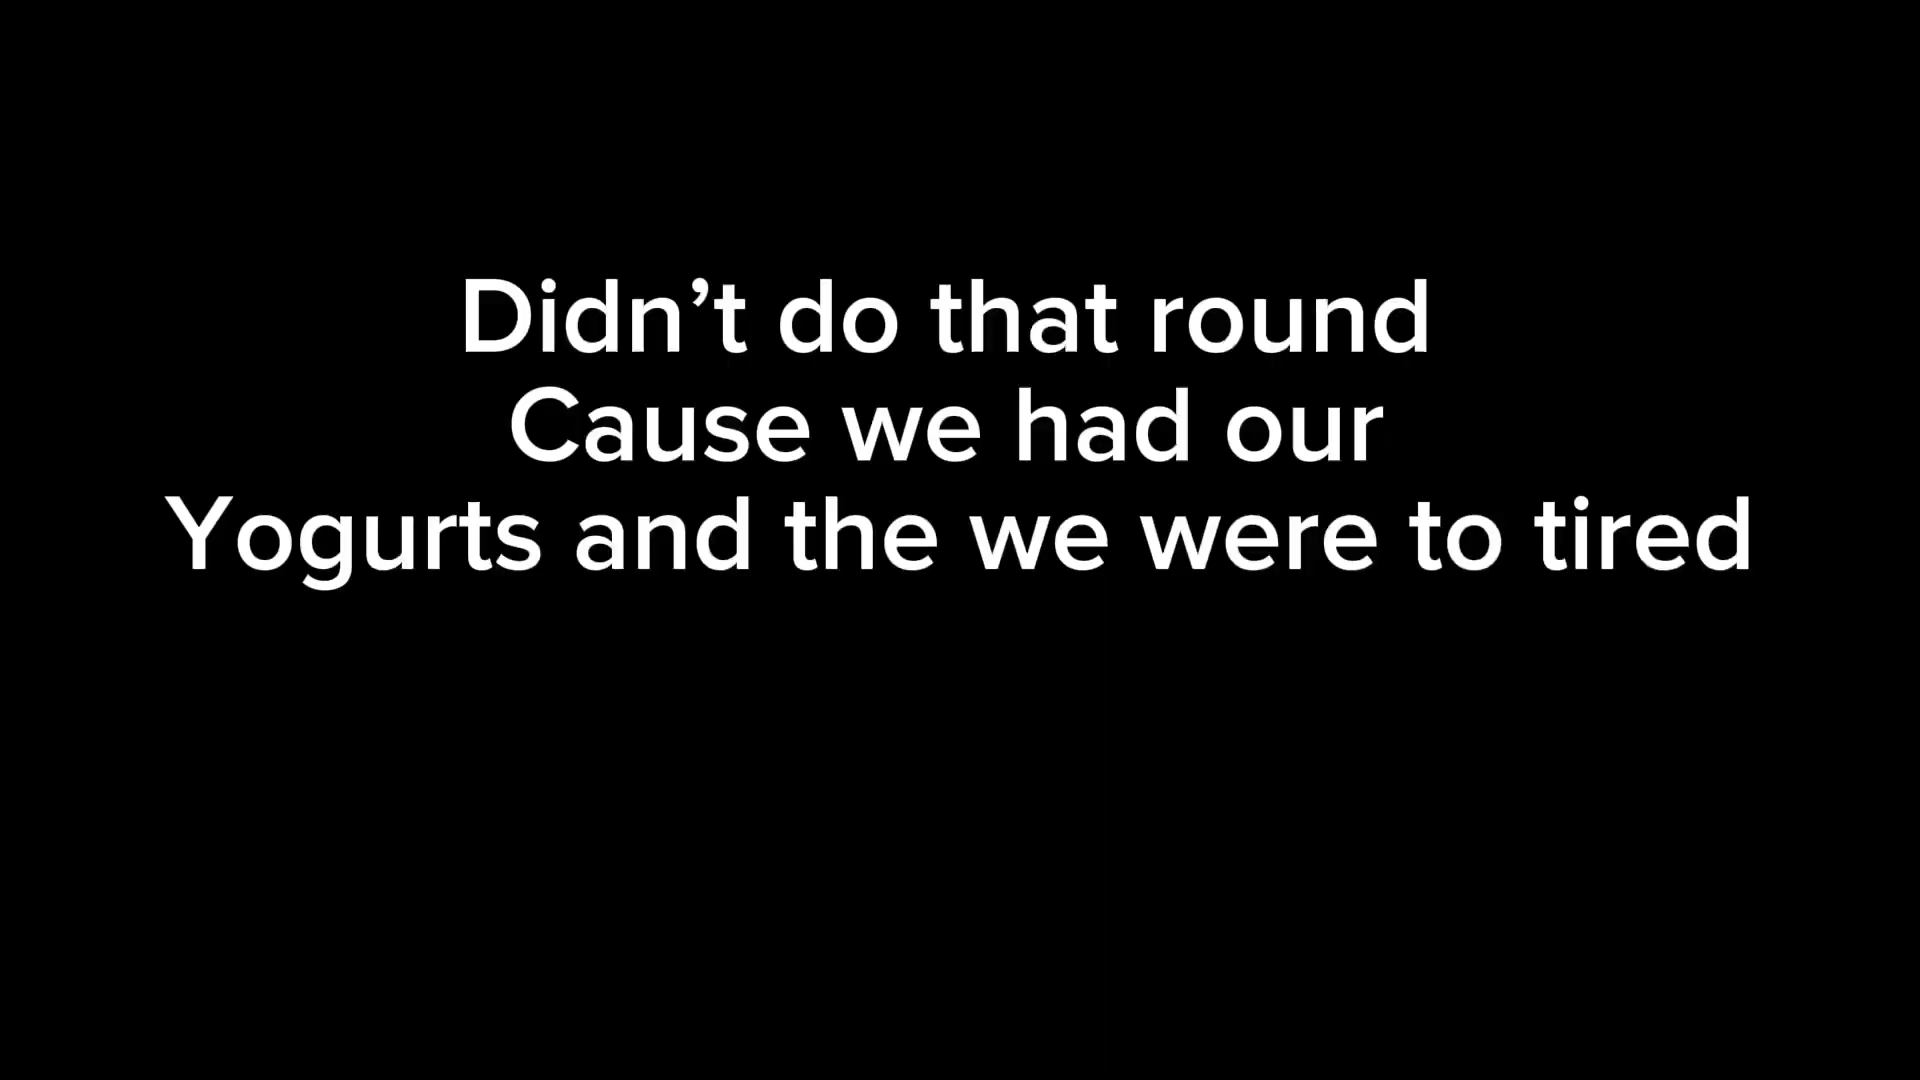 Didn’t do that round
Cause we had our
Yogurts and the we were to tired